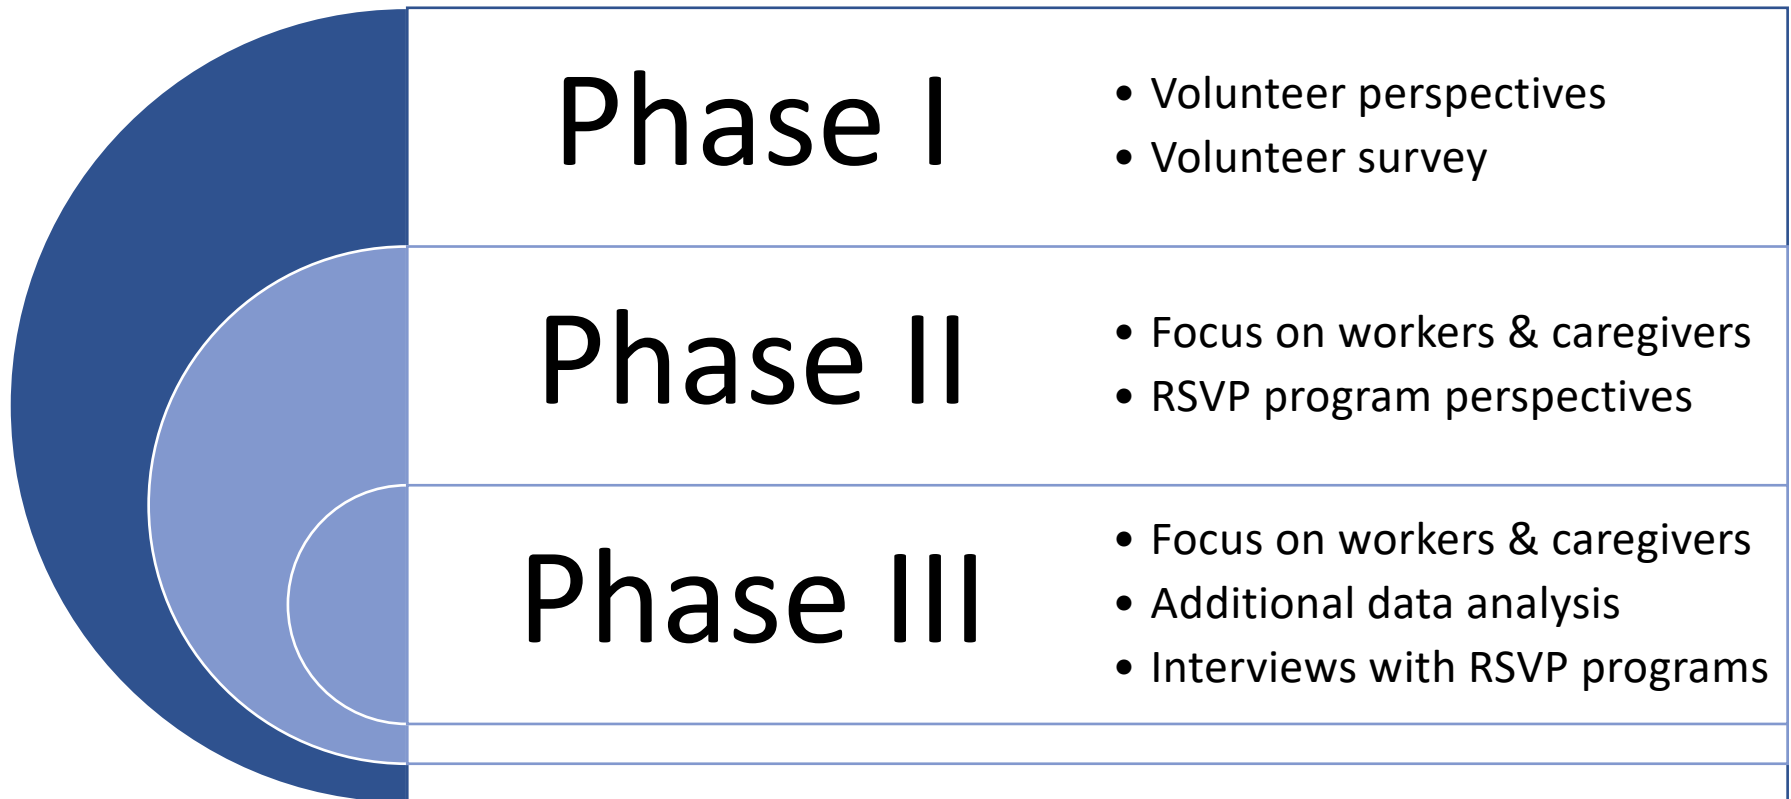 Phase I
• Volunteer perspectives
• Volunteer survey
Phase II
• Focus on workers & caregivers
• RSVP program perspectives
Phase III
• Focus on workers & caregivers
• Additional data analysis
• Interviews with RSVP programs